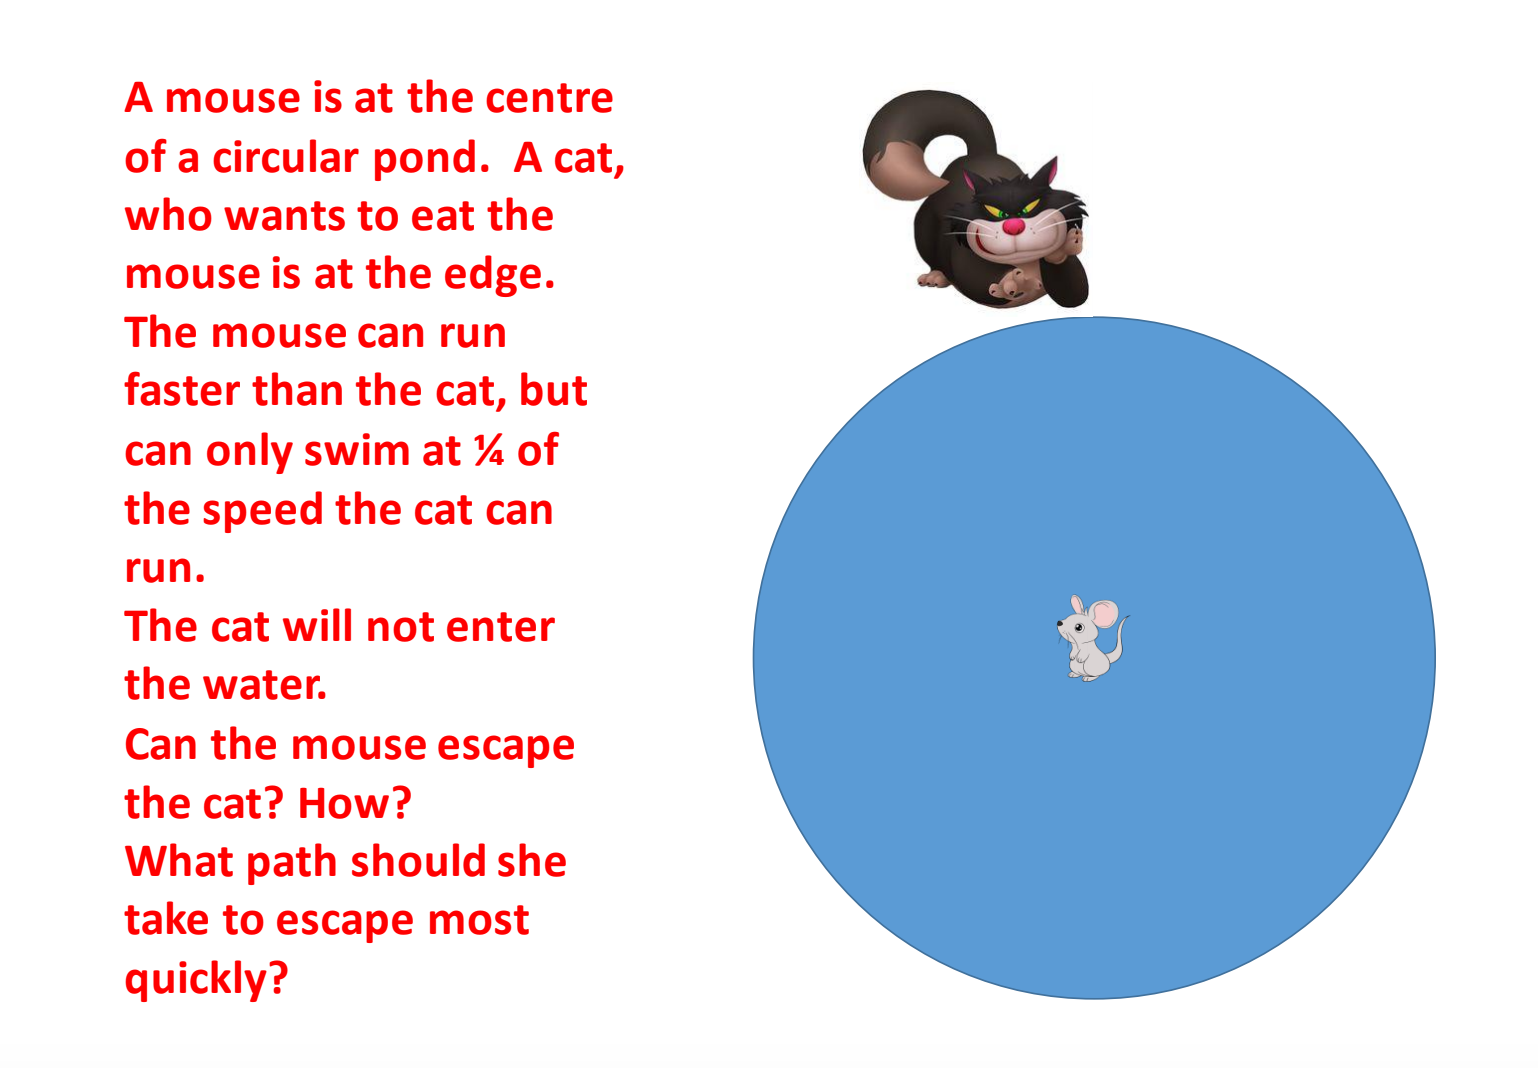 A mouse is at the centre
of a circular pond.  A cat,
who wants to eat the
mouse is at the edge.
The mouse can run
faster than the cat, but
can only swim at ¼ of
the speed the cat can
run.
The cat will not enter
the water.
Can the mouse escape
the cat? How?
What path should she
take to escape most
quickly?